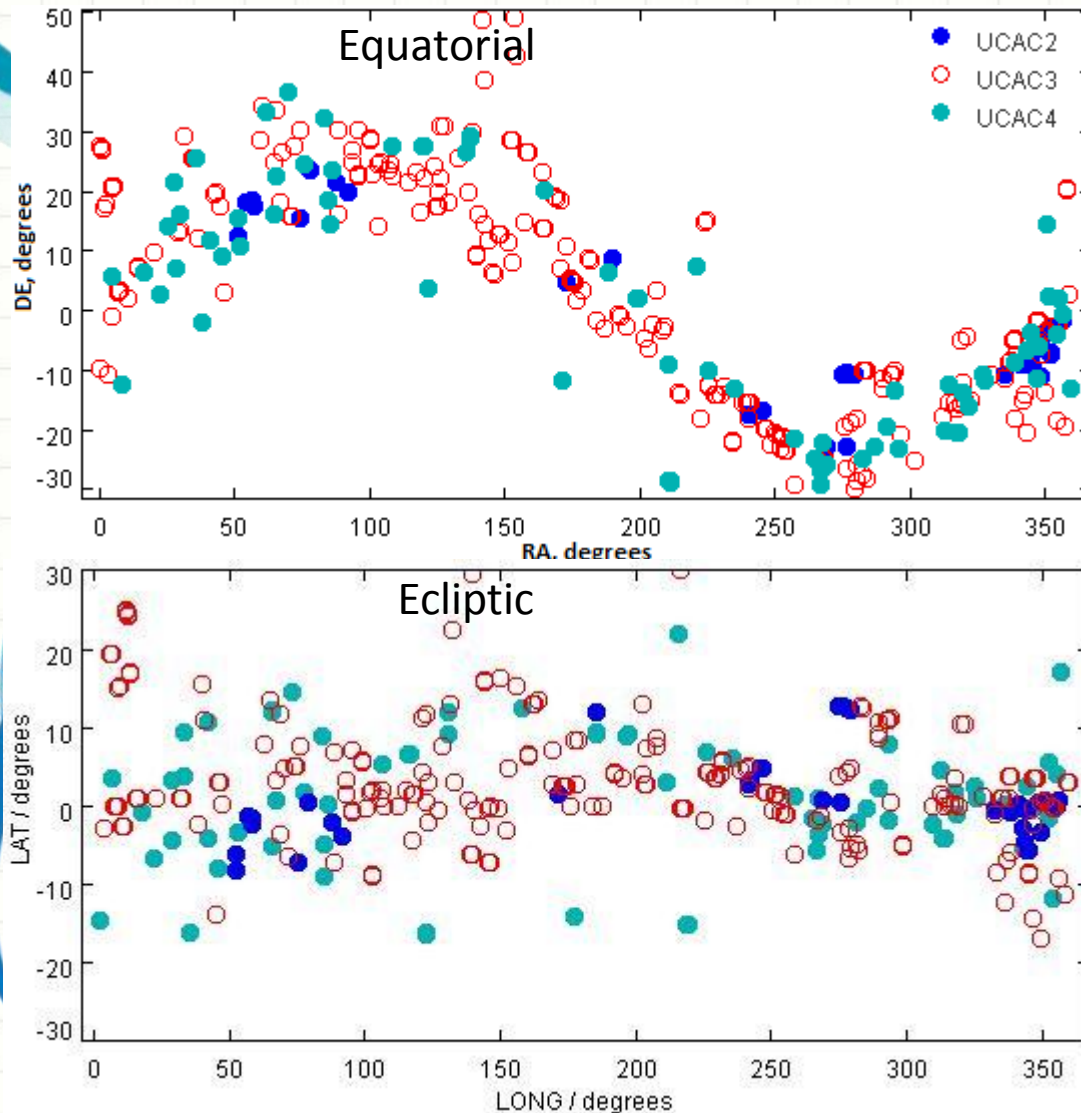 Equatorial
UCAC2
UCAC3
UCAC4
50
40
30
20
10
0
-10
-20
-30
DE, degrees
0 50 100 150 200 250 300 350
RA, degrees
Ecliptic
30
20
10
0
-10
-20
-30
LAT / degrees
0 50 100 150 200 250 300 350
LONG / degrees